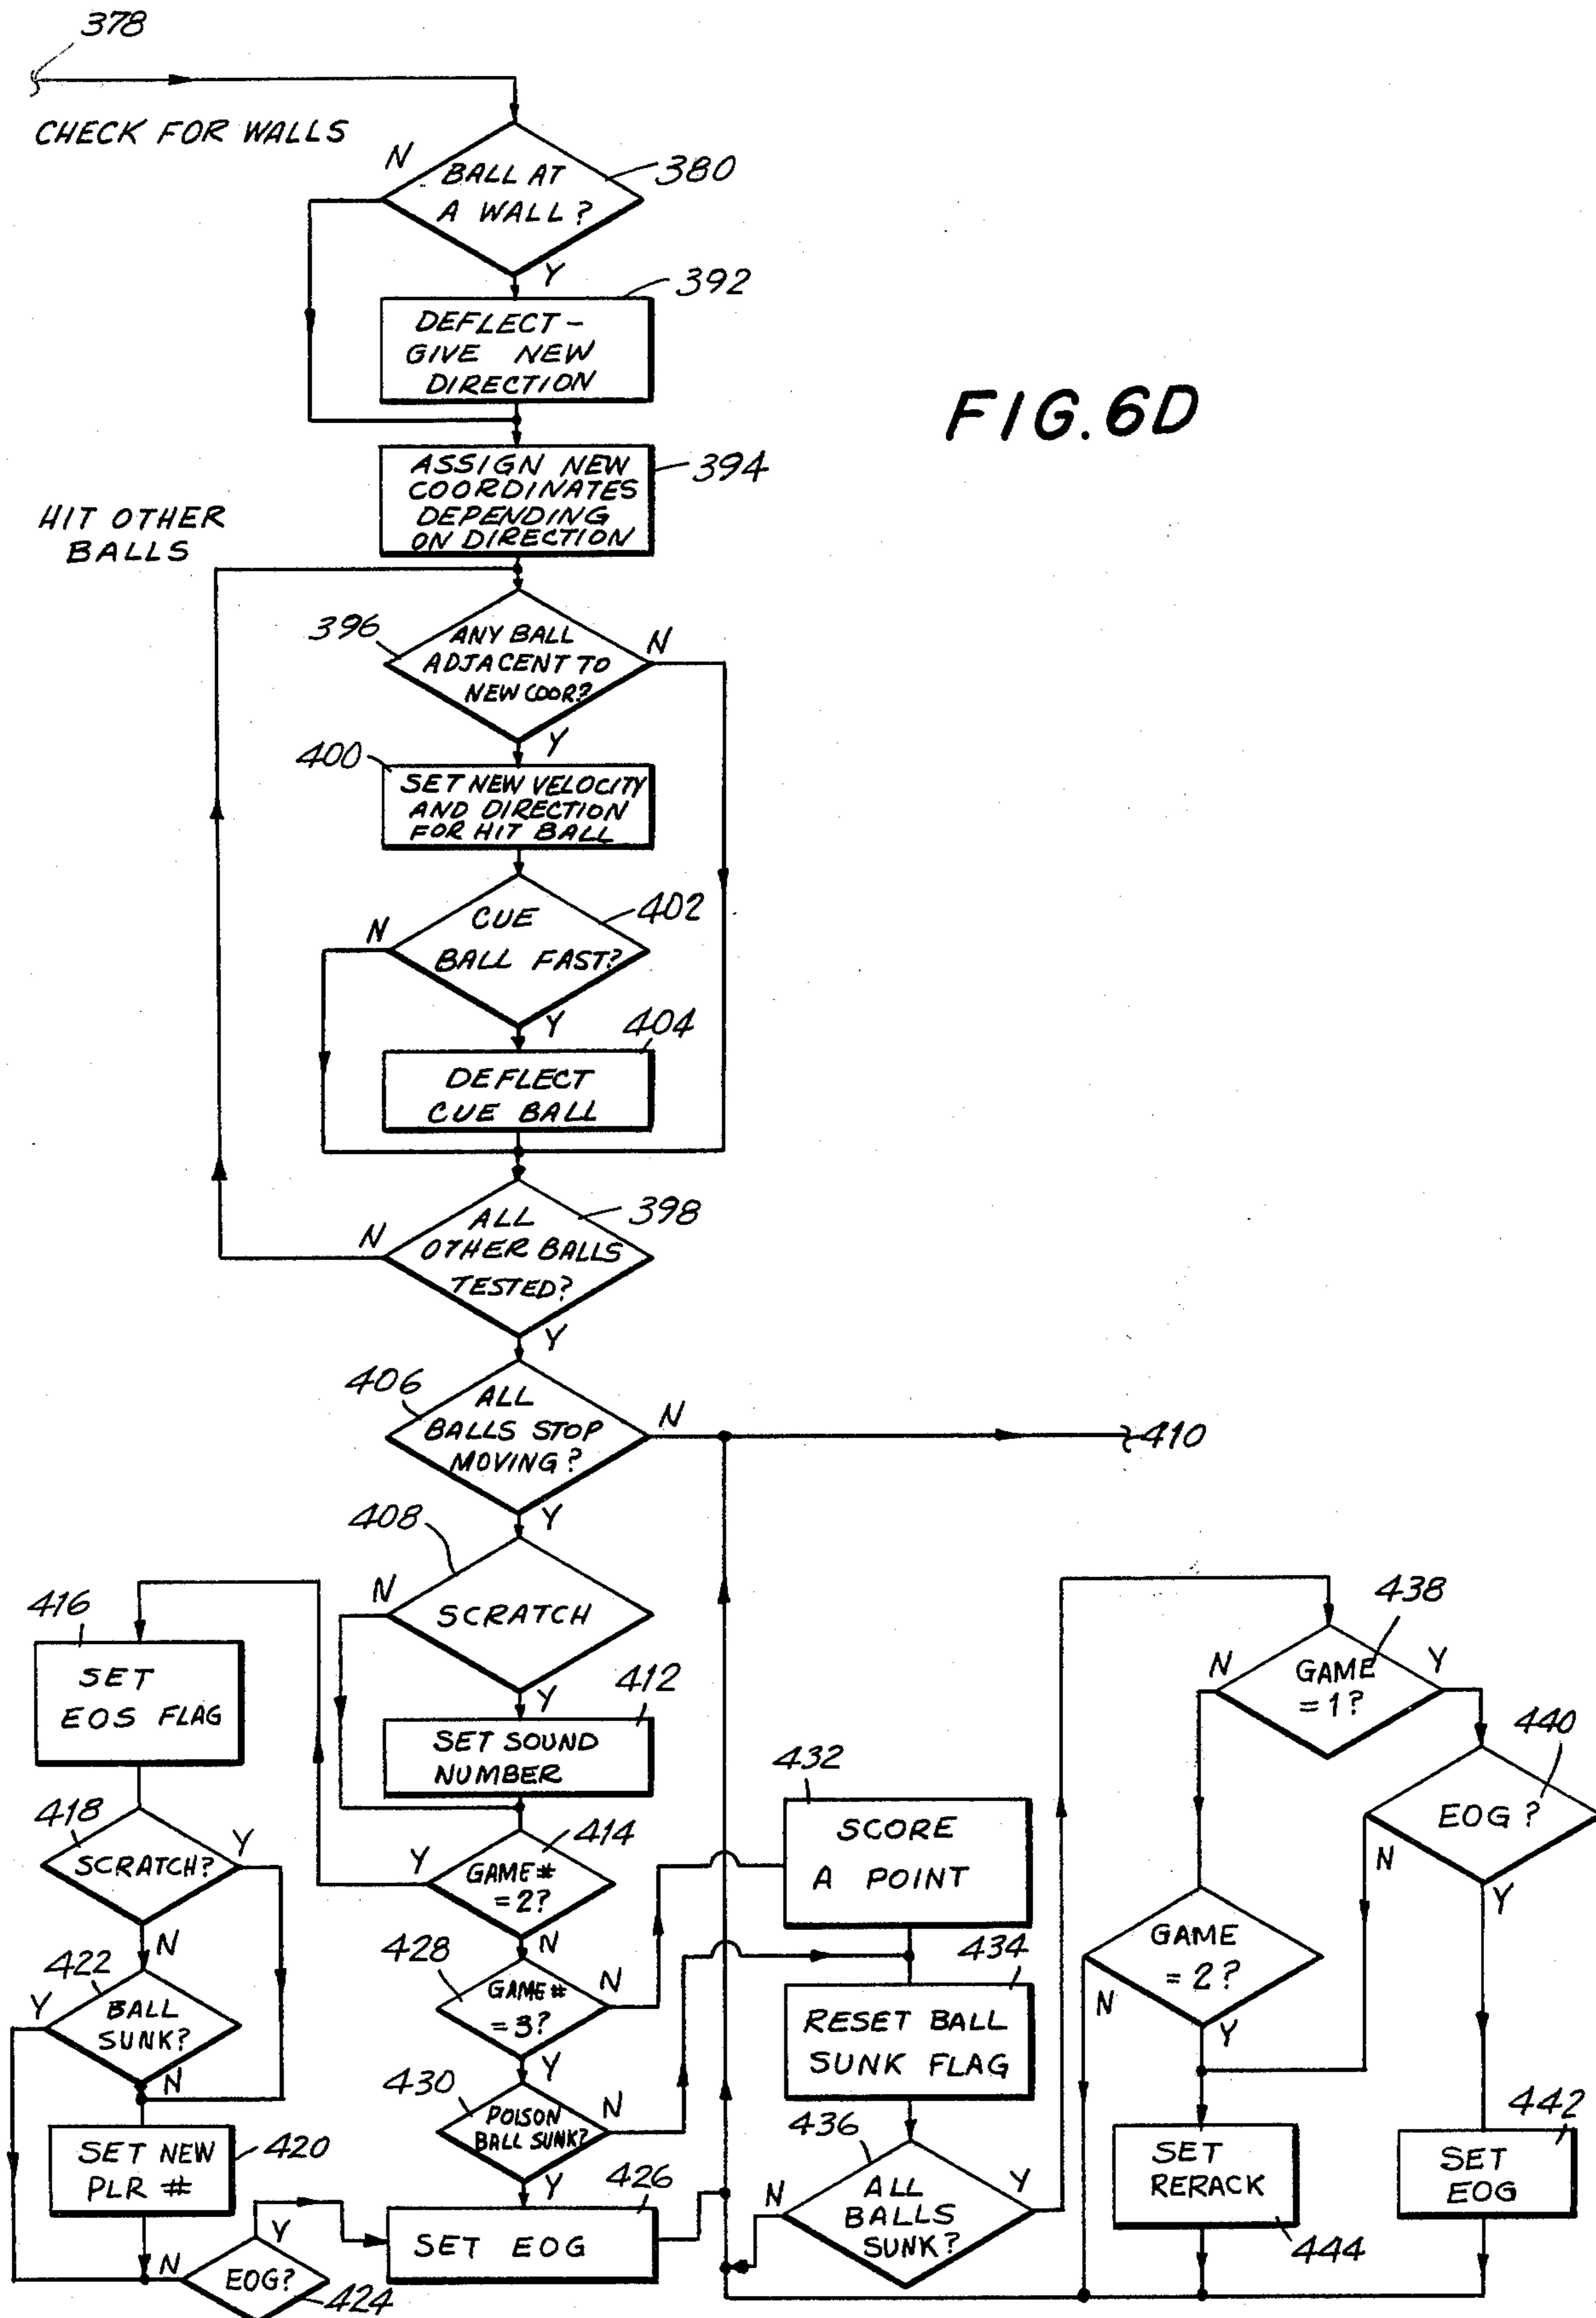 378
CHECK FOR WALLS
N
BALL AT
A WALL?
380
Y
392
DEFLECT -
GIVE NEW
DIRECTION
FIG. 6D
ASSIGN NEW
COORDINATES
DEPENDING
ON DIRECTION
394
HIT OTHER
BALLS
396
ANY BALL
ADJACENT TO
NEW COOR?
N
Y
400
SET NEW VELOCITY
AND DIRECTION
FOR HIT BALL
CUE
BALL FAST?
402
N
Y
404
DEFLECT
CUE BALL
ALL
OTHER BALLS
TESTED?
398
N
Y
406
ALL
BALLS STOP
MOVING?
N
410
Y
408
SCRATCH
N
Y
412
SET SOUND
NUMBER
416
SET
EOS FLAG
418
SCRATCH?
Y
N
422
Y
BALL
SUNK?
N
SET NEW
PLR #
420
N
Y
EOG?
424
414
Y
GAME#
=2?
N
428
GAME#
=3?
N
Y
430
POISON
BALL SUNK?
N
Y
426
SET EOG
432
SCORE
A POINT
434
RESET BALL
SUNK FLAG
436
ALL
BALLS
SUNK?
N
Y
438
N
GAME
=1?
Y
440
EOG?
N
Y
GAME
=2?
N
Y
SET
RERACK
444
442
SET
EOG